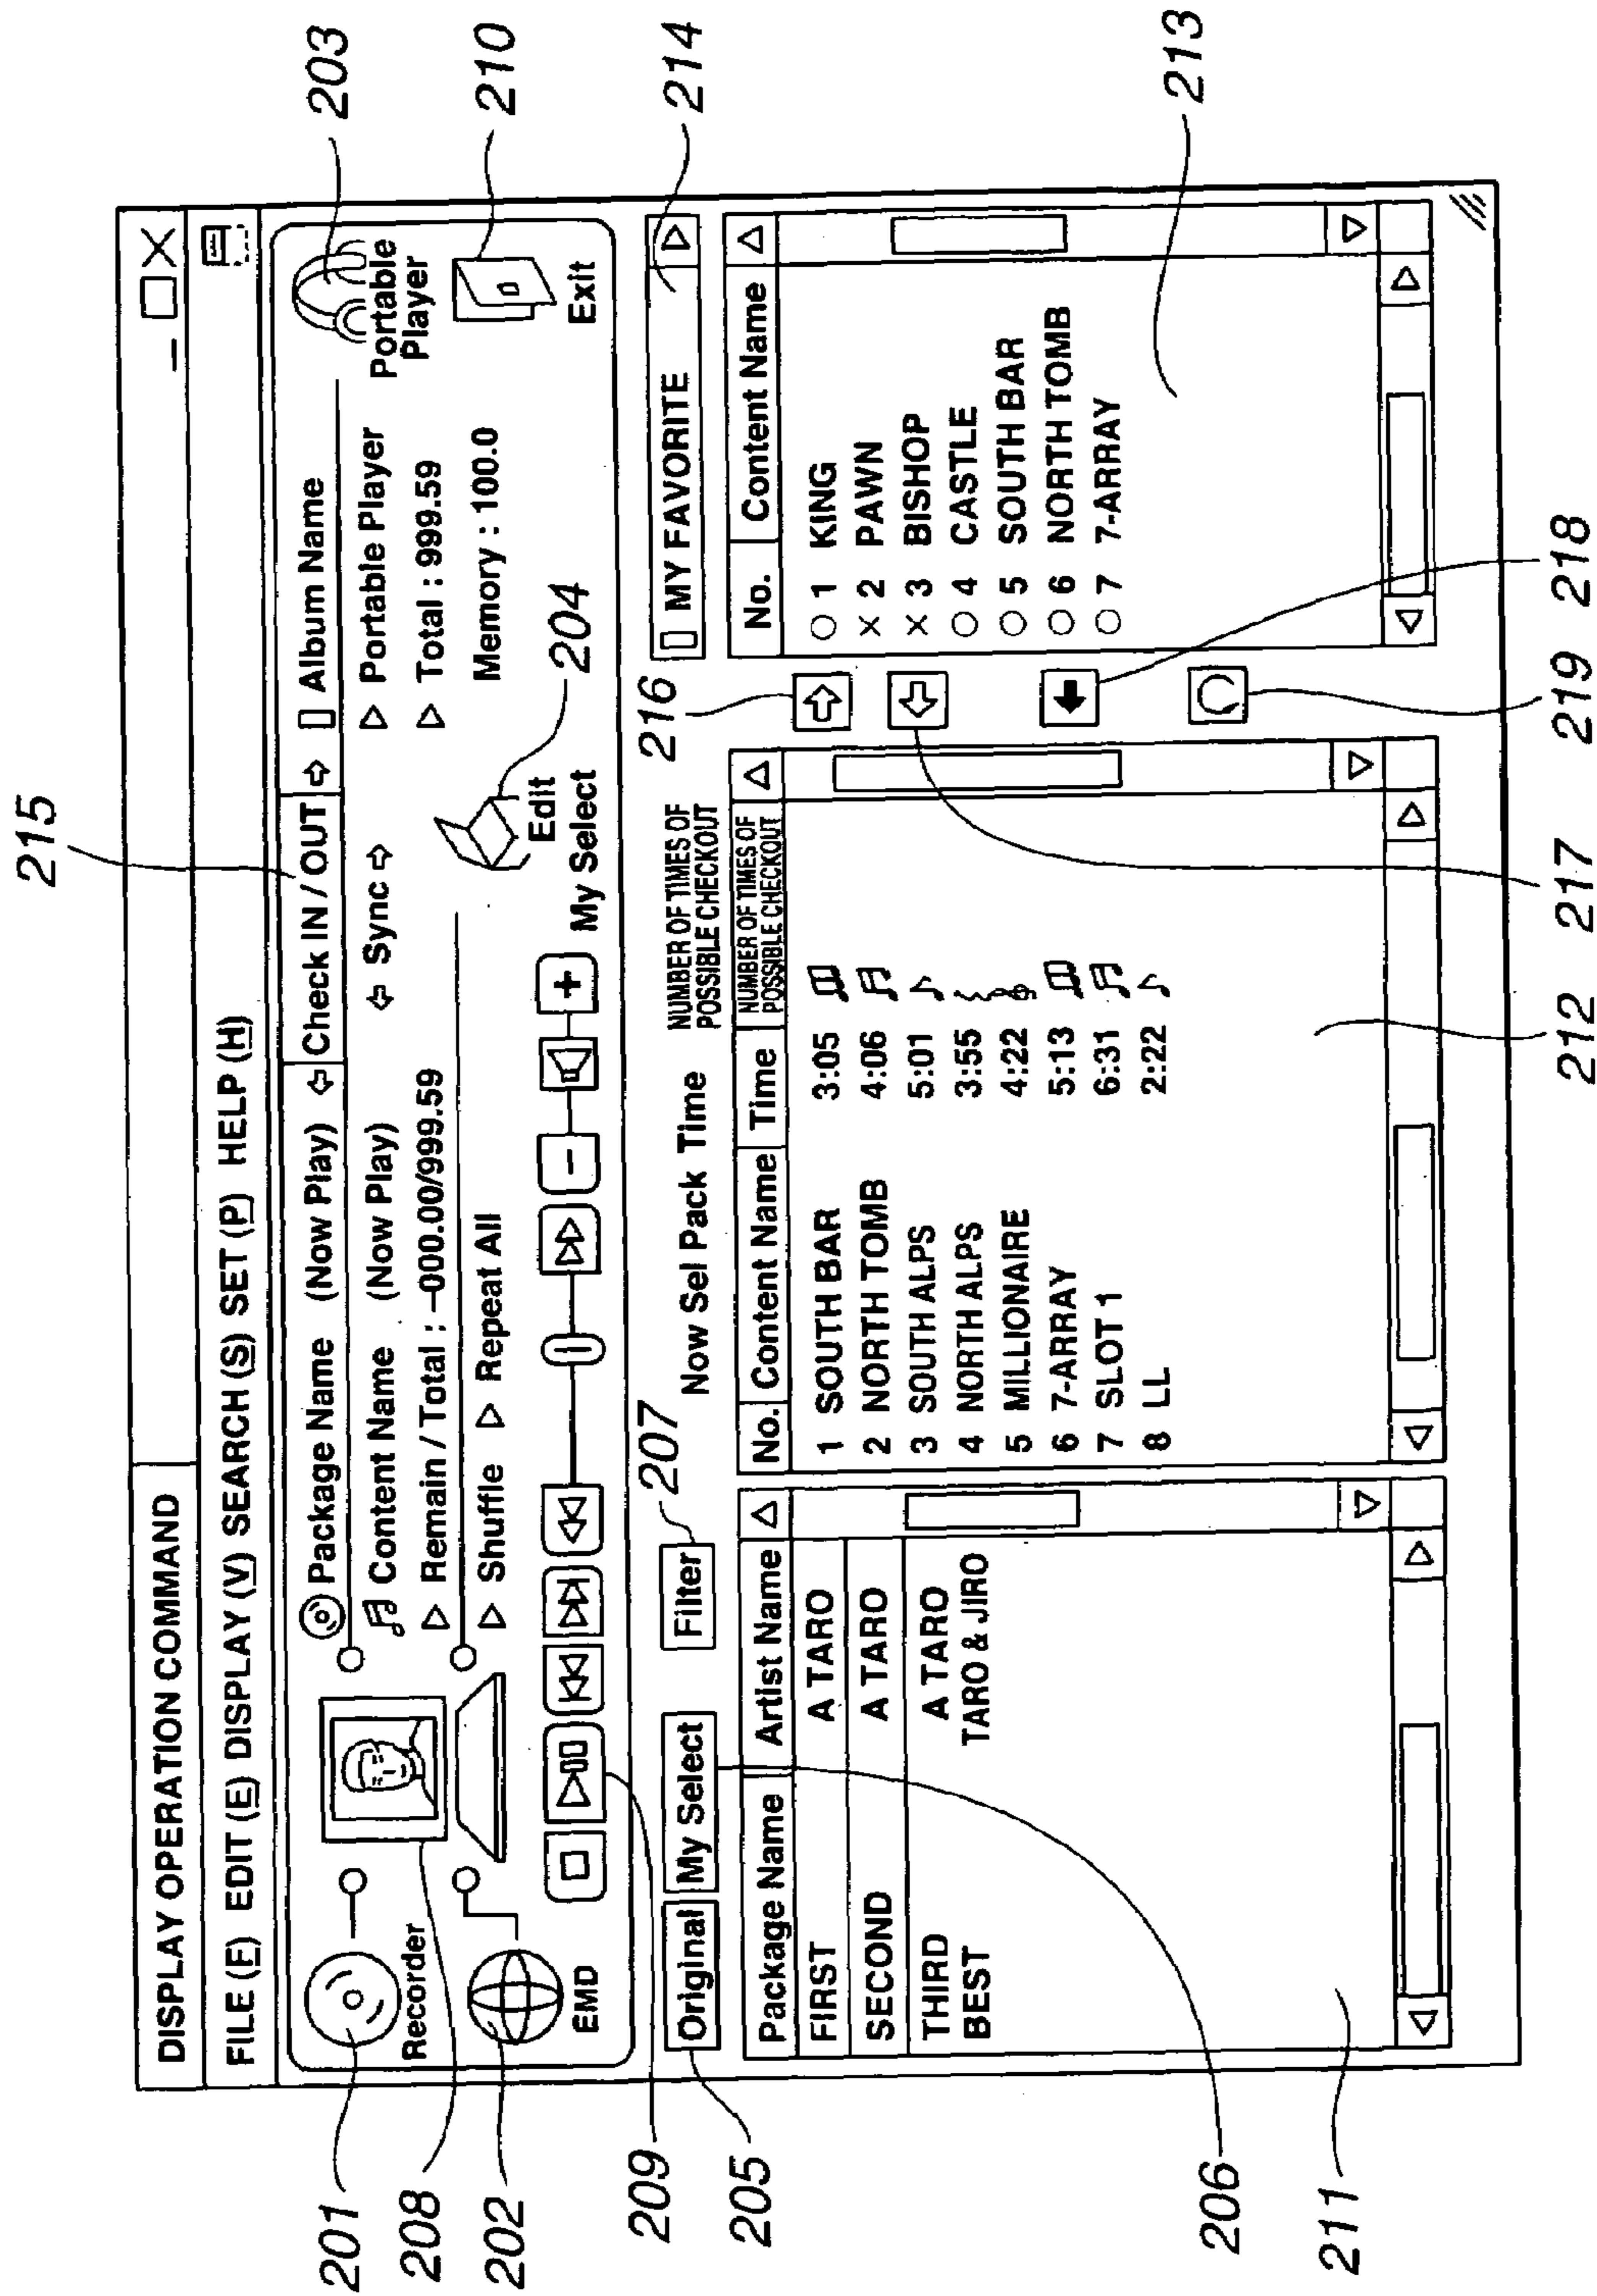 DISPLAY OPERATION COMMAND
FILE (F) EDIT (E) DISPLAY (V) SEARCH (S) SET (P) HELP (H)
215
201
208
202
209
205
206
211
203
210
214
213
204
216
207
217
218
219
212
Recorder
EMD
Package Name (Now Play)
Content Name (Now Play)
Remain / Total : -000.00/999.59
Shuffle Repeat All
Check IN / OUT
Sync
Album Name
Portable Player
Total : 999.59
Memory : 100.0
Portable
Player
Edit
My Select
Exit
Original My Select Filter
Now Sel Pack Time
NUMBER OF TIMES OF
POSSIBLE CHECKOUT
MY FAVORITE
Package Name Artist Name
FIRST A TARO
SECOND A TARO
THIRD A TARO
BEST TARO & JIRO
No. Content Name Time NUMBER OF TIMES OF
POSSIBLE CHECKOUT
1 SOUTH BAR 3:05
2 NORTH TOMB 4:06
3 SOUTH ALPS 5:01
4 NORTH ALPS 3:55
5 MILLIONAIRE 4:22
6 7-ARRAY 5:13
7 SLOT 1 6:31
8 LL 2:22
No. Content Name
○ 1 KING
× 2 PAWN
× 3 BISHOP
○ 4 CASTLE
○ 5 SOUTH BAR
○ 6 NORTH TOMB
○ 7 7-ARRAY